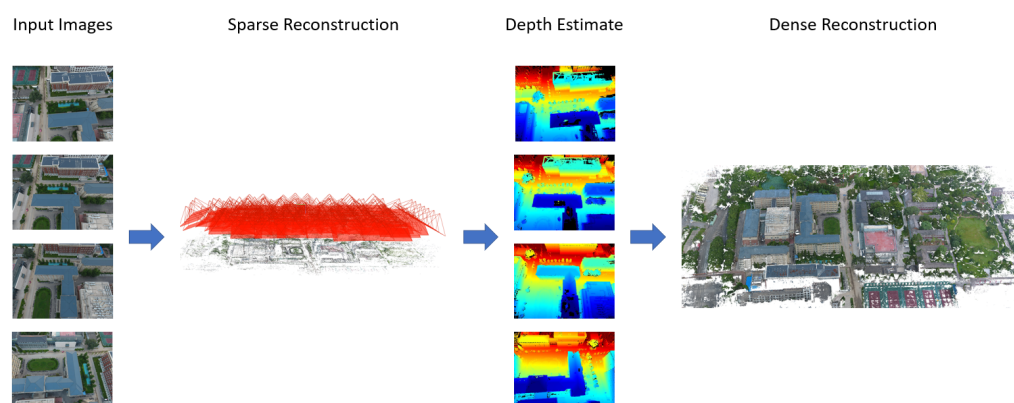 Input Images
Sparse Reconstruction
Depth Estimate
Dense Reconstruction